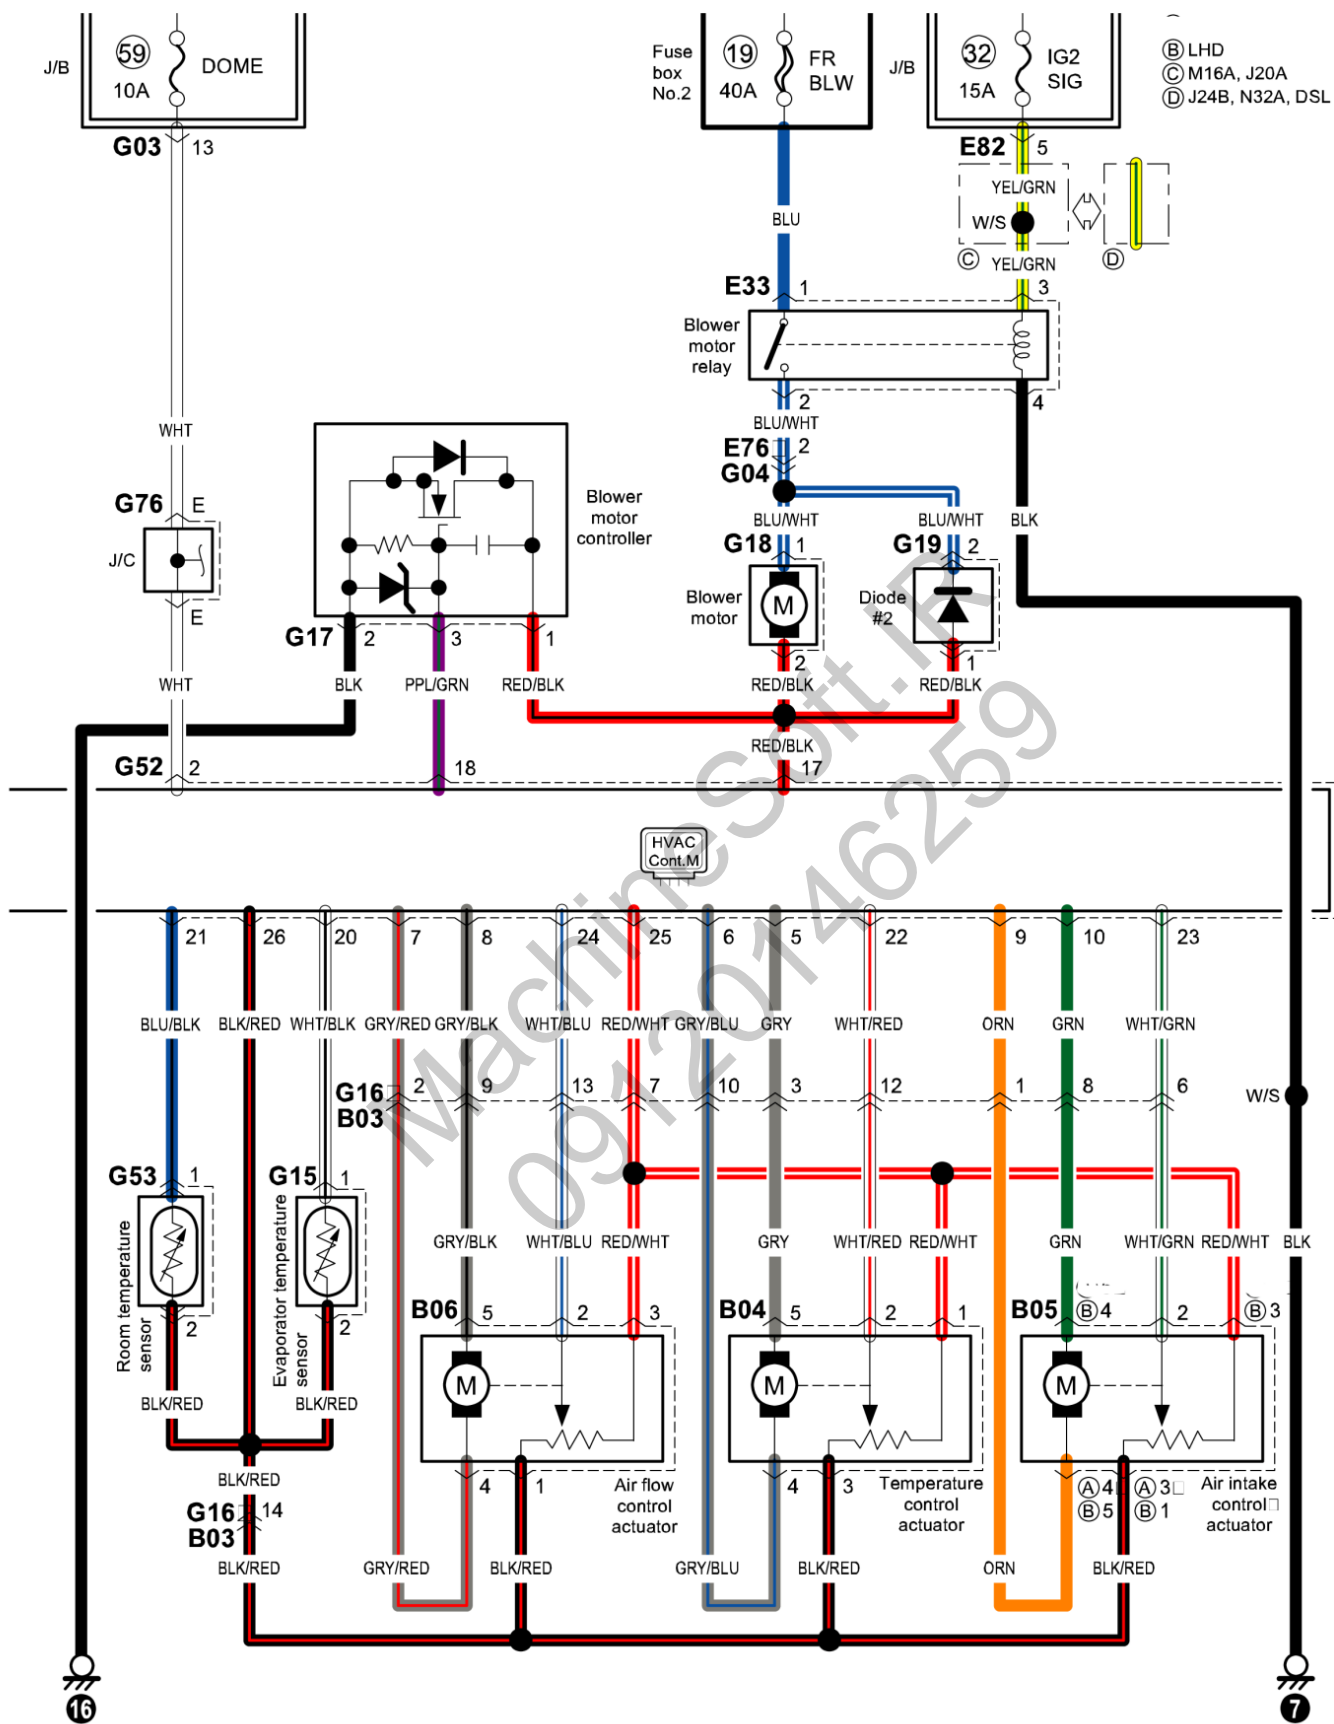 J/B
59
10A
DOME
Fuse
box
No.2
19
40A
FR
BLW
J/B
32
15A
IG2
SIG
B LHD
C M16A, J20A
D J24B, N32A, DSL
G03 13
E82 5
YEL/GRN
BLU
W/S
C
YEL/GRN
D
E33 1
3
Blower
motor
relay
2
4
WHT
BLU/WHT
E76 2
G04
G76 E
J/C
E
Blower
motor
controller
BLU/WHT
BLU/WHT
BLK
G18 1
G19 2
Blower
motor
M
Diode
#2
G17 2
3
1
2
1
WHT
BLK
PPL/GRN
RED/BLK
RED/BLK
RED/BLK
RED/BLK
G52 2
18
17
HVAC
Cont.M
MachineSoft.IR
09120146259
21
26
20
7
8
24
25
6
5
22
9
10
23
BLU/BLK
BLK/RED
WHT/BLK
GRY/RED
GRY/BLK
WHT/BLU
RED/WHT
GRY/BLU
GRY
WHT/RED
ORN
GRN
WHT/GRN
G16 2
B03
9
13
7
10
3
12
1
8
6
W/S
G53 1
G15 1
Room temperature
sensor
Evaporator temperature
sensor
2
2
GRY/BLK
WHT/BLU
RED/WHT
GRY
WHT/RED
RED/WHT
GRN
WHT/GRN
RED/WHT
BLK
B06 5
2
3
B04 5
2
1
B05 B4
2
B3
M
M
M
BLK/RED
BLK/RED
BLK/RED
G16 14
B03
4
1
Air flow
control
actuator
4
3
Temperature
control
actuator
A4
B5
A3
B1
Air intake
control
actuator
BLK/RED
GRY/RED
BLK/RED
GRY/BLU
BLK/RED
ORN
BLK/RED
16
7